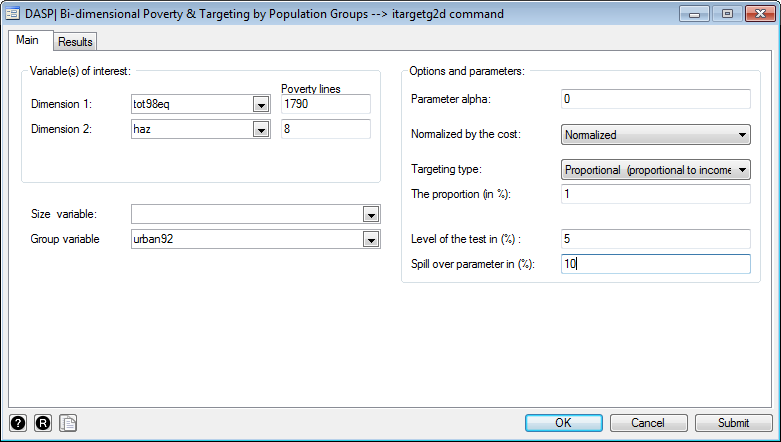 DASP| Bi-dimensional Poverty & Targeting by Population Groups --> itargetg2d command
Main
Results
Variable(s) of interest:
Poverty lines
Dimension 1:
tot98eq
1790
Dimension 2:
haz
8
Size variable:
Group variable
urban92
Options and parameters:
Parameter alpha:
0
Normalized by the cost:
Normalized
Targeting type:
Proportional (proportional to income
The proportion (in %):
1
Level of the test in (%) :
5
Spill over parameter in (%):
10
?
R
OK
Cancel
Submit